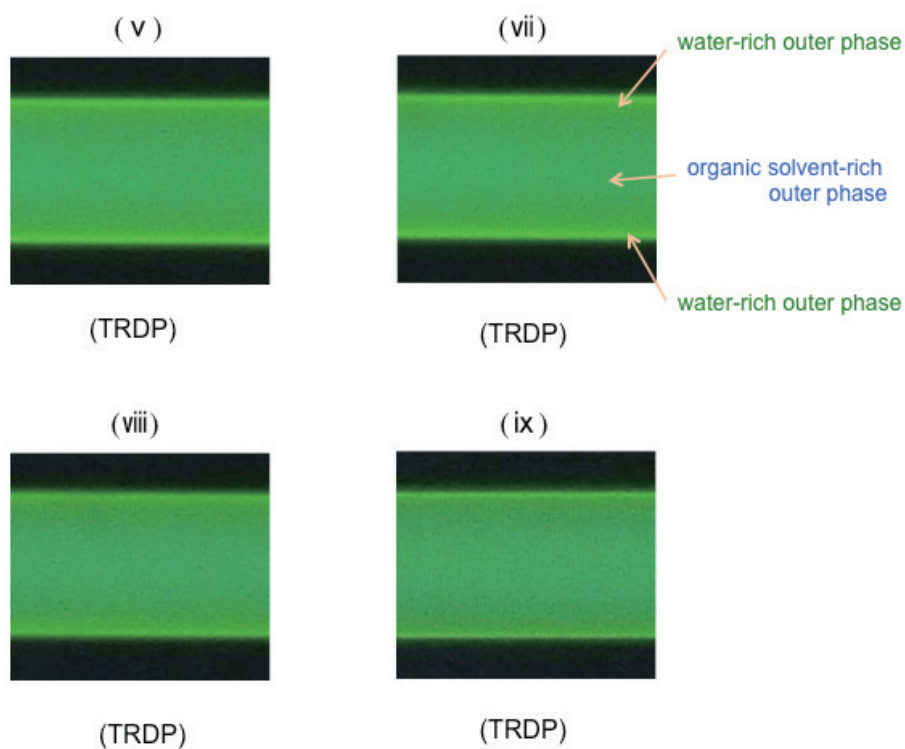 (ⅴ)
(ⅶ)
water-rich outer phase
organic solvent-rich
outer phase
water-rich outer phase
(TRDP)
(TRDP)
(ⅷ)
(ⅸ)
(TRDP)
(TRDP)